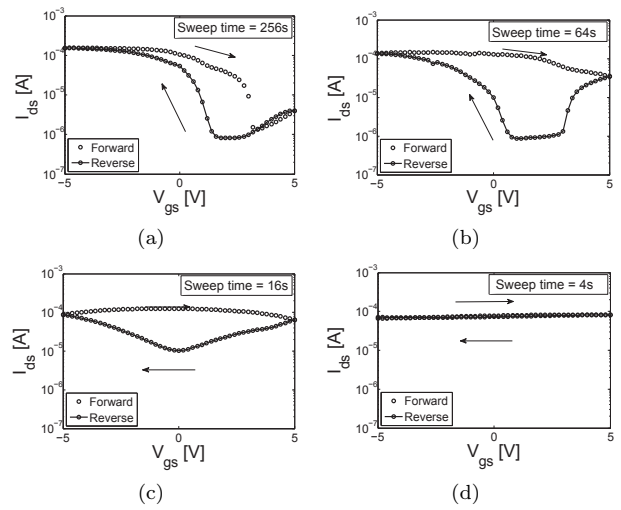 Sweep time = 256s
10⁻³
10⁻⁴
10⁻⁵
10⁻⁶
10⁻⁷
I_ds [A]
Forward
Reverse
−5 0 5
V_gs [V]
(a)
Sweep time = 64s
10⁻³
10⁻⁴
10⁻⁵
10⁻⁶
10⁻⁷
I_ds [A]
Forward
Reverse
−5 0 5
V_gs [V]
(b)
Sweep time = 16s
10⁻³
10⁻⁴
10⁻⁵
10⁻⁶
10⁻⁷
I_ds [A]
Forward
Reverse
−5 0 5
V_gs [V]
(c)
Sweep time = 4s
10⁻³
10⁻⁴
10⁻⁵
10⁻⁶
10⁻⁷
I_ds [A]
Forward
Reverse
−5 0 5
V_gs [V]
(d)